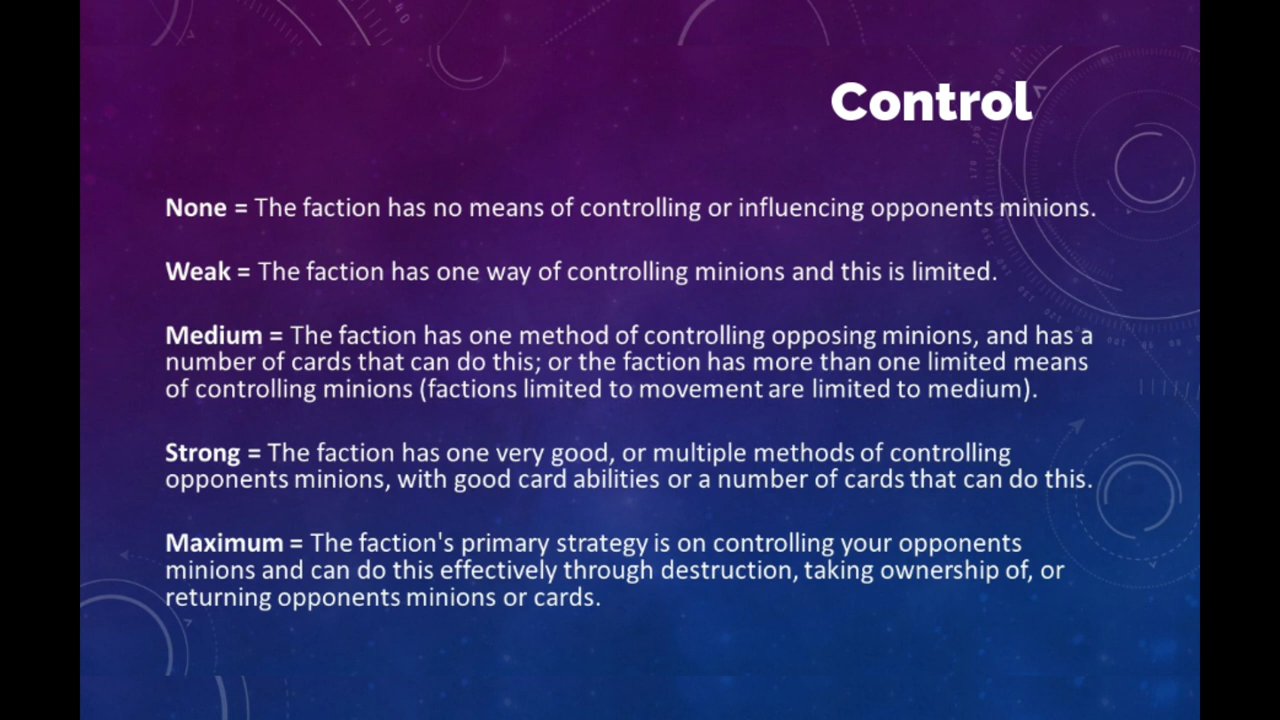 Control
None = The faction has no means of controlling or influencing opponents minions.
Weak = The faction has one way of controlling minions and this is limited.
Medium = The faction has one method of controlling opposing minions, and has a
number of cards that can do this; or the faction has more than one limited means
of controlling minions (factions limited to movement are limited to medium).
Strong = The faction has one very good, or multiple methods of controlling
opponents minions, with good card abilities or a number of cards that can do this.
Maximum = The faction's primary strategy is on controlling your opponents
minions and can do this effectively through destruction, taking ownership of, or
returning opponents minions or cards.